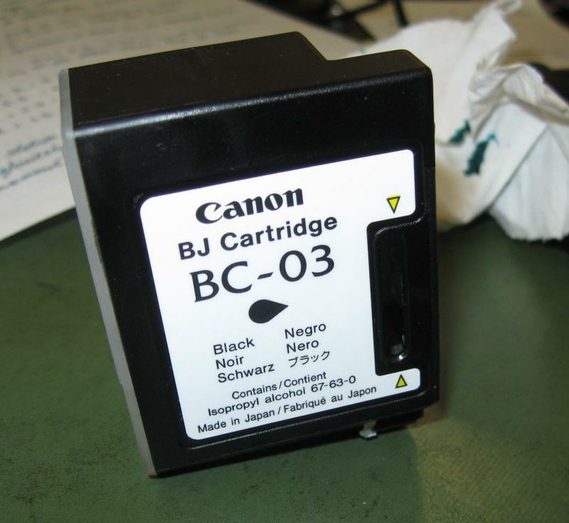 Canon
BJ Cartridge
BC-03
Black Negro
Noir Nero
Schwarz ブラック
Contains/Contient
Isopropyl alcohol 67-63-0
Made in Japan/Fabriqué au Japon